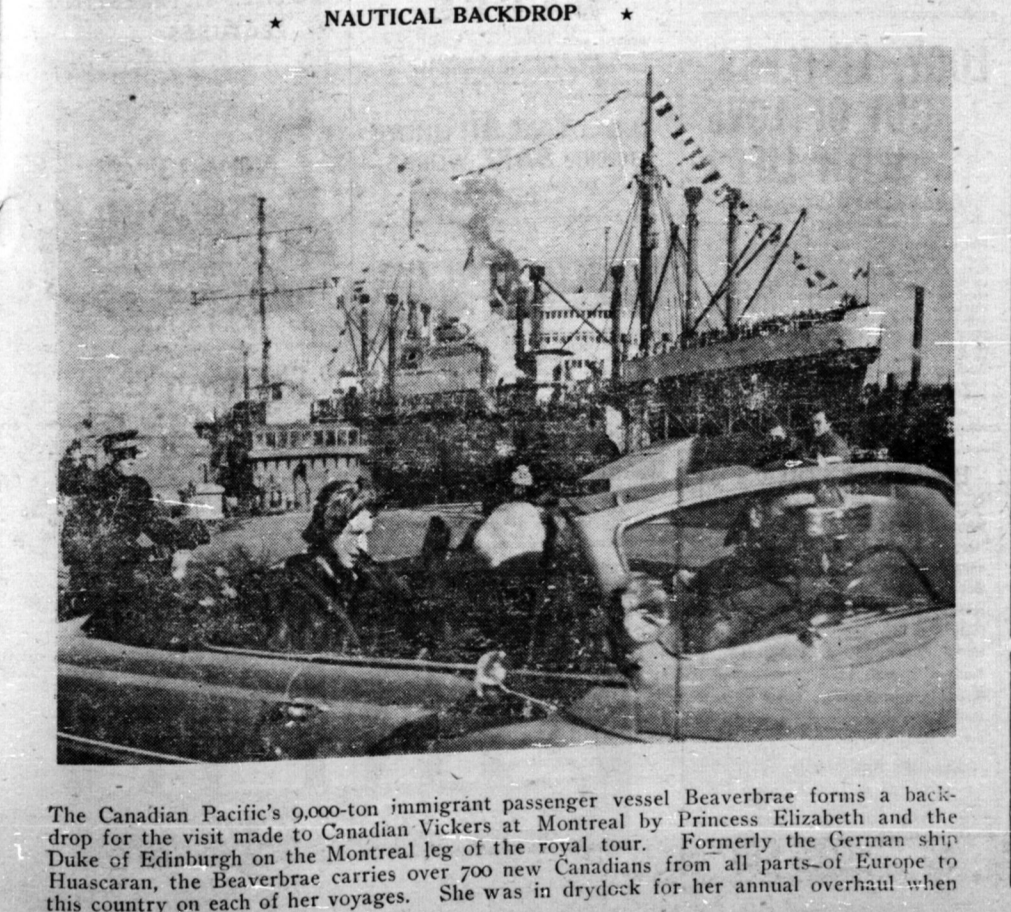 ★ NAUTICAL BACKDROP ★
The Canadian Pacific's 9,000-ton immigrant passenger vessel Beaverbrae forms a back-
drop for the visit made to Canadian Vickers at Montreal by Princess Elizabeth and the
Duke of Edinburgh on the Montreal leg of the royal tour. Formerly the German ship
Huascaran, the Beaverbrae carries over 700 new Canadians from all parts of Europe to
this country on each of her voyages. She was in drydock for her annual overhaul when